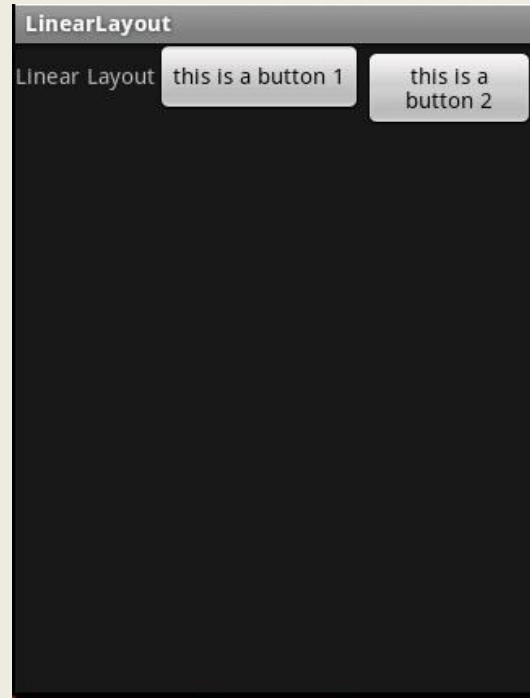 LinearLayout
Linear Layout
this is a button 1
this is a
button 2